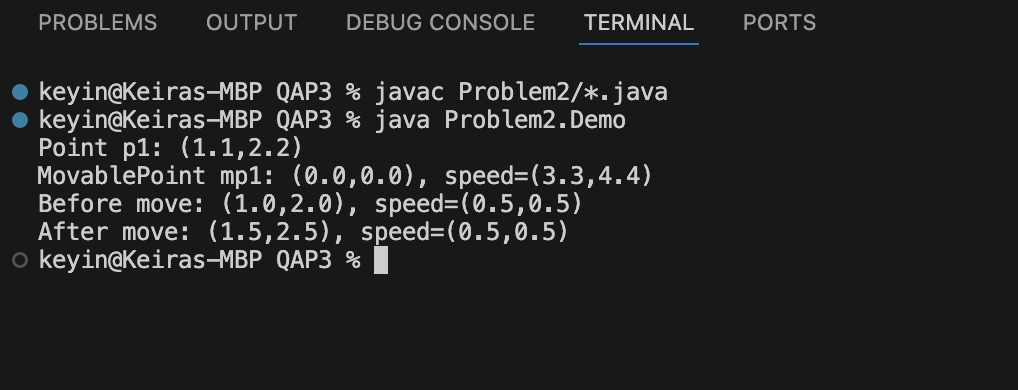 PROBLEMS OUTPUT DEBUG CONSOLE TERMINAL PORTS
keyin@Keiras-MBP QAP3 % javac Problem2/*.java
keyin@Keiras-MBP QAP3 % java Problem2.Demo
Point p1: (1.1,2.2)
MovablePoint mp1: (0.0,0.0), speed=(3.3,4.4)
Before move: (1.0,2.0), speed=(0.5,0.5)
After move: (1.5,2.5), speed=(0.5,0.5)
keyin@Keiras-MBP QAP3 %